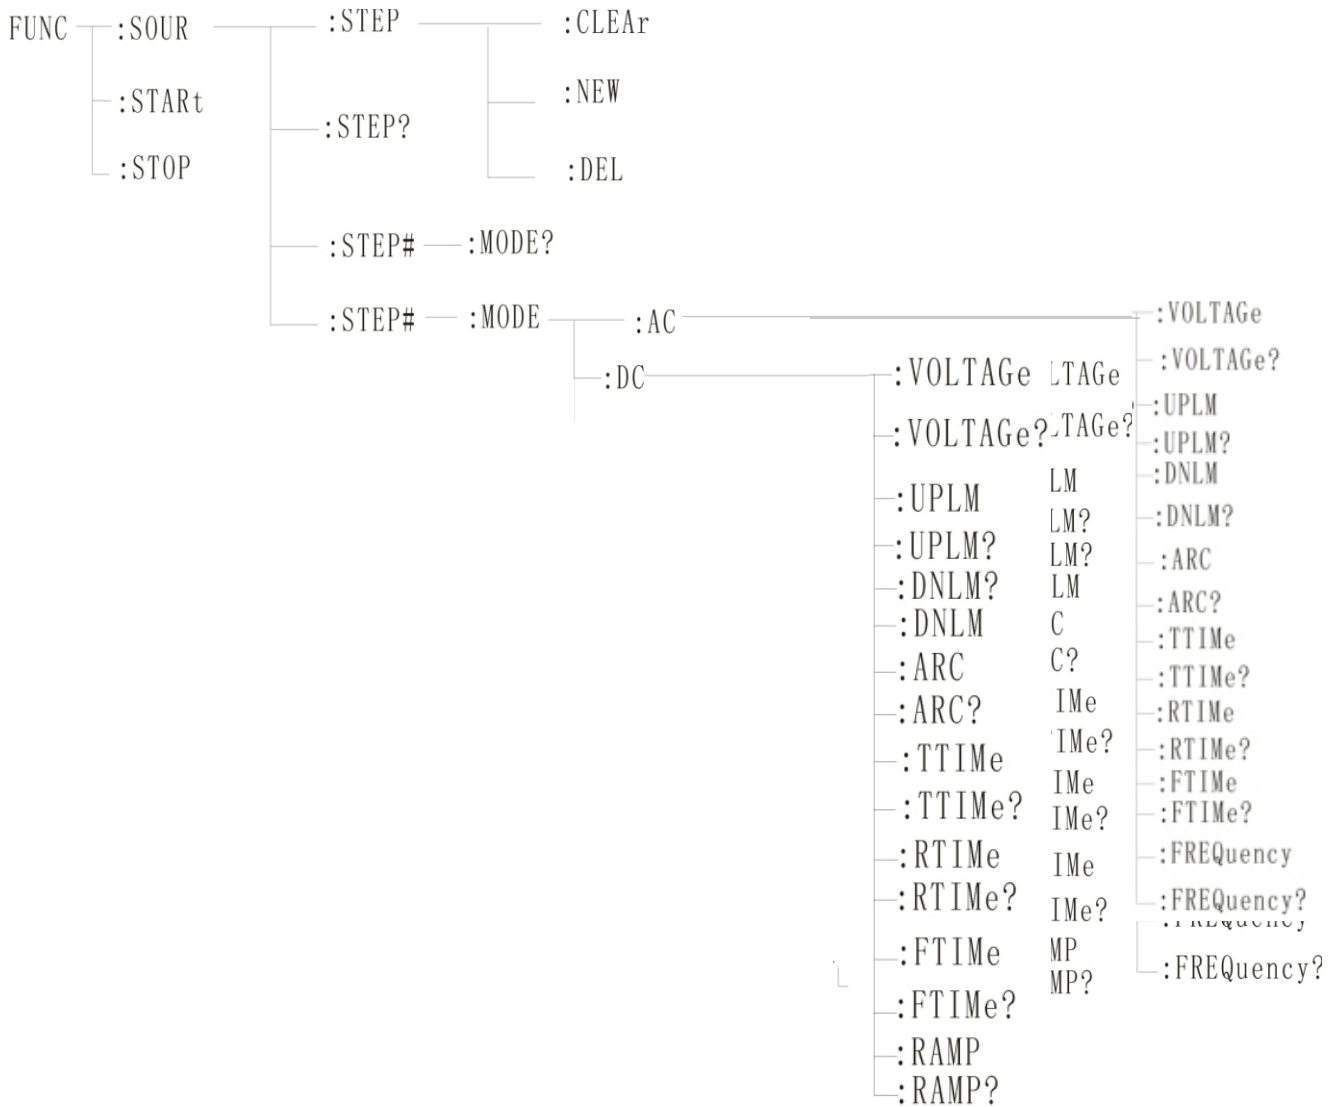 FUNC :SOUR :STEP :CLEAr
:STARt :NEW
:STEP?
:STOP :DEL
:STEP# :MODE?
:STEP# :MODE :AC :VOLTAGe
:DC
:VOLTAGe
:VOLTAGe?
:UPLM
:UPLM?
:DNLM?
:DNLM
:ARC
:ARC?
:TTIMe
:TTIMe?
:RTIMe
:RTIMe?
:FTIMe
:FTIMe?
:RAMP
:RAMP?
LTAGe
TAGe?
LM
LM?
LM?
LM
C
C?
IMe
IMe?
IMe
IMe?
IMe
IMe?
MP
MP?
:VOLTAGe?
:UPLM
:UPLM?
:DNLM
:DNLM?
:ARC
:ARC?
:TTIMe
:TTIMe?
:RTIMe
:RTIMe?
:FTIMe
:FTIMe?
:FREQuency
:FREQuency?
:FREQuency?